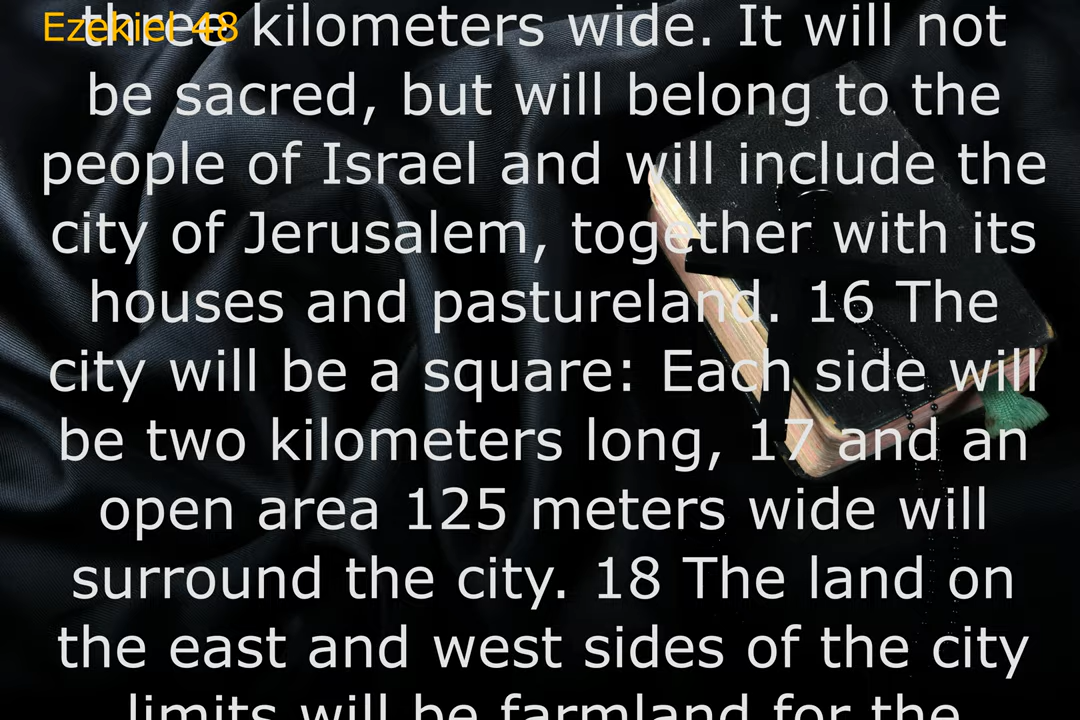 Ezekiel 48
three kilometers wide. It will not
be sacred, but will belong to the
people of Israel and will include the
city of Jerusalem, together with its
houses and pastureland. 16 The
city will be a square: Each side will
be two kilometers long, 17 and an
open area 125 meters wide will
surround the city. 18 The land on
the east and west sides of the city
limits will be farmland for the